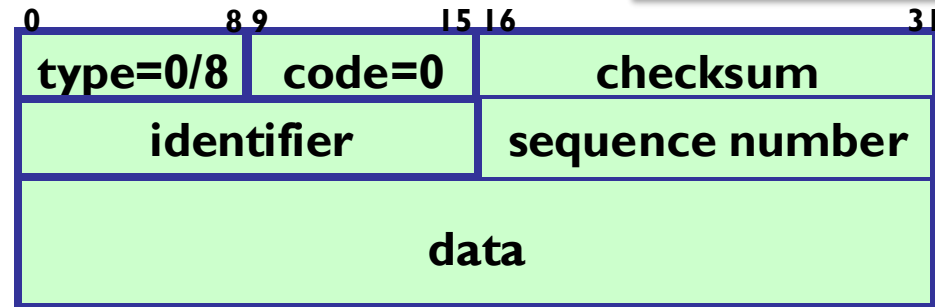 0 8 9 15 16 31
type=0/8 code=0 checksum
identifier sequence number
data